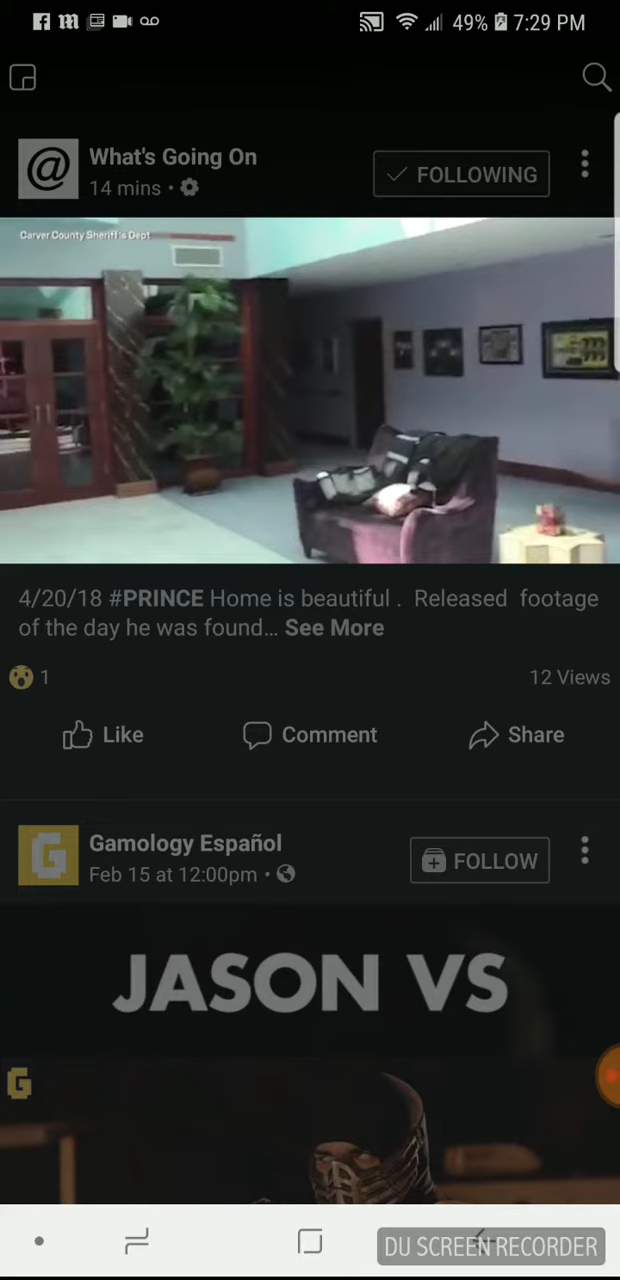 49% 7:29 PM
What's Going On
14 mins •
FOLLOWING
Carver County Sheriff's Dept
4/20/18 #PRINCE Home is beautiful . Released footage
of the day he was found... See More
1
12 Views
Like
Comment
Share
Gamology Español
Feb 15 at 12:00pm •
FOLLOW
JASON VS
G
DU SCREEN RECORDER